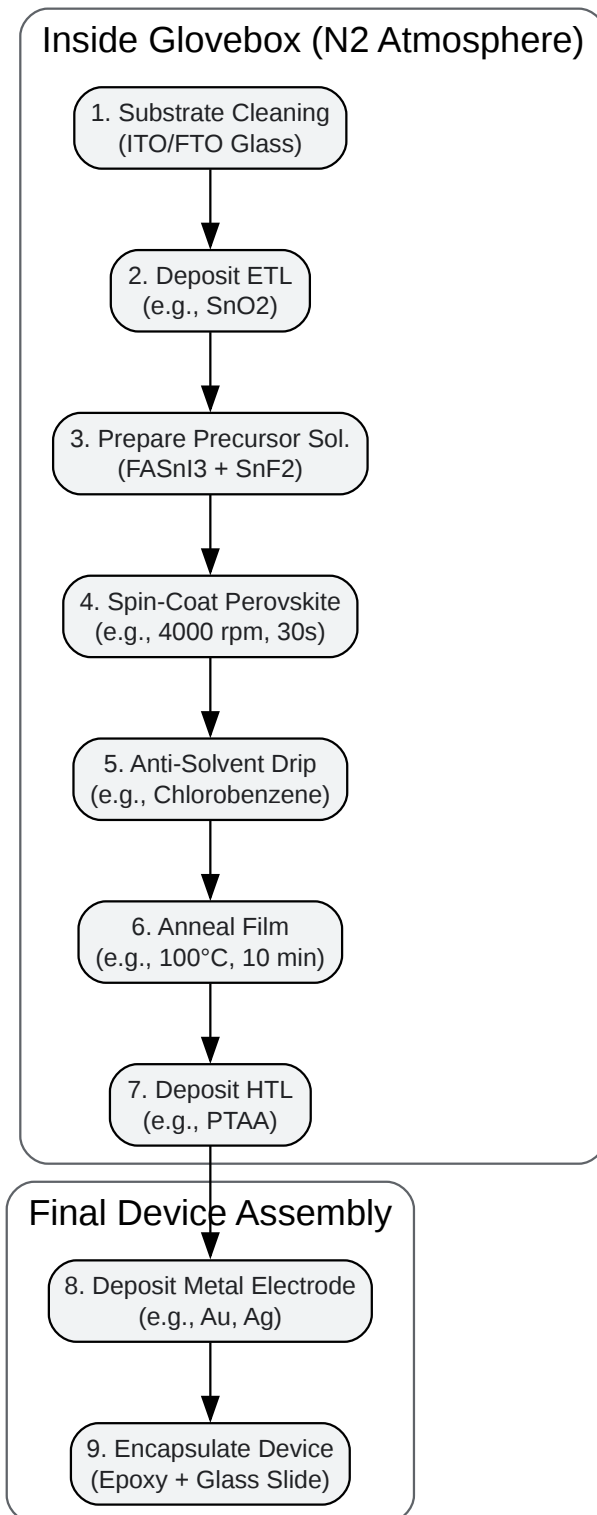 Inside Glovebox (N2 Atmosphere)
1. Substrate Cleaning
(ITO/FTO Glass)
2. Deposit ETL
(e.g., SnO2)
3. Prepare Precursor Sol.
(FASnI3 + SnF2)
4. Spin-Coat Perovskite
(e.g., 4000 rpm, 30s)
5. Anti-Solvent Drip
(e.g., Chlorobenzene)
6. Anneal Film
(e.g., 100°C, 10 min)
7. Deposit HTL
(e.g., PTAA)
Final Device Assembly
8. Deposit Metal Electrode
(e.g., Au, Ag)
9. Encapsulate Device
(Epoxy + Glass Slide)